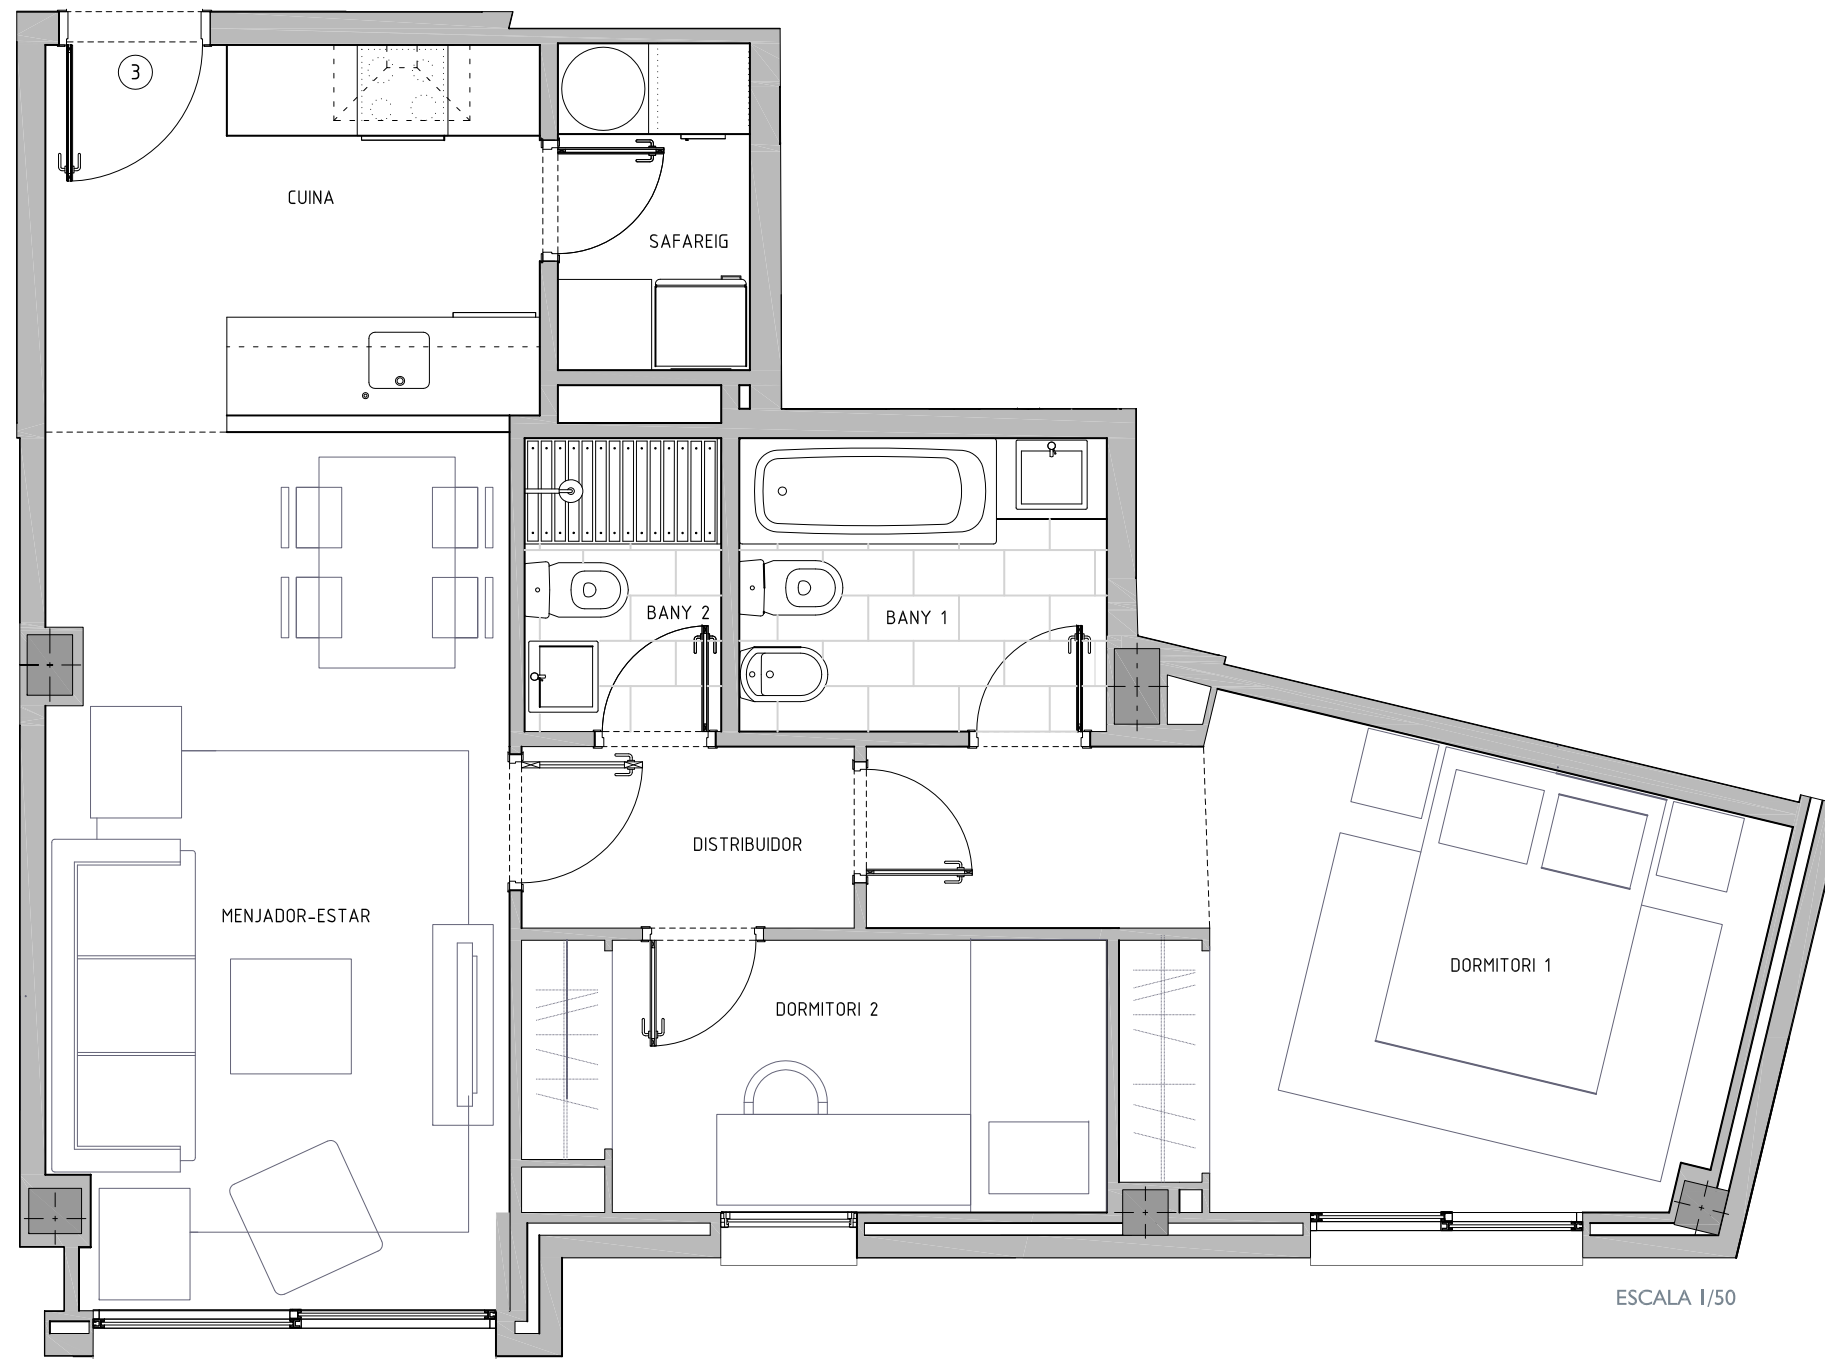 3
CUINA
SAFAREIG
BANY 2
BANY 1
DISTRIBUIDOR
MENJADOR-ESTAR
DORMITORI 1
DORMITORI 2
ESCALA 1/50